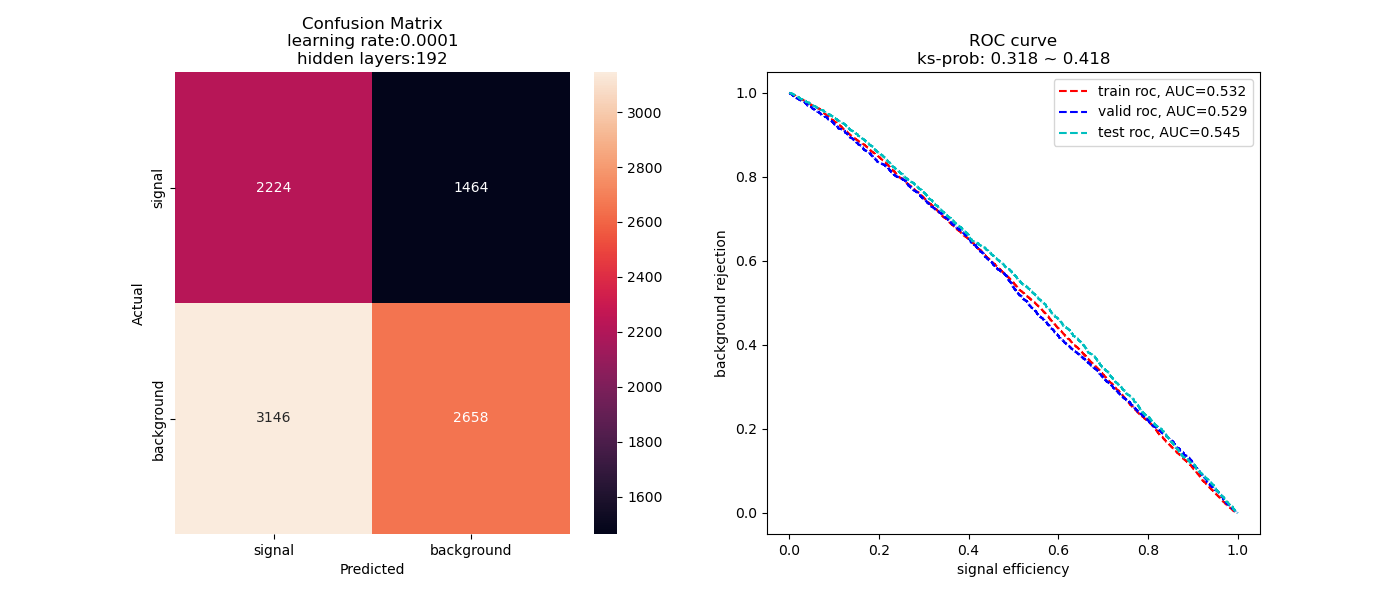 Confusion Matrix
learning rate:0.0001
hidden layers:192
signal
background
Actual
2224
1464
3146
2658
signal
background
Predicted
3000
2800
2600
2400
2200
2000
1800
1600
ROC curve
ks-prob: 0.318 ~ 0.418
train roc, AUC=0.532
valid roc, AUC=0.529
test roc, AUC=0.545
background rejection
1.0
0.8
0.6
0.4
0.2
0.0
0.0
0.2
0.4
0.6
0.8
1.0
signal efficiency